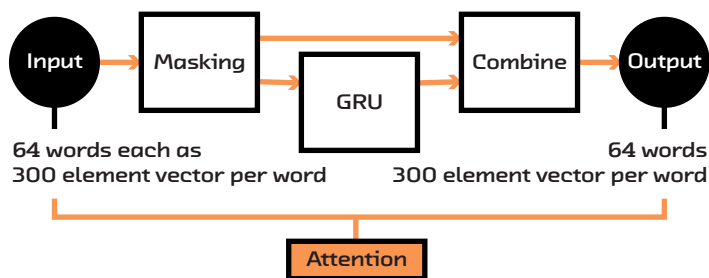 Input
Masking
GRU
Combine
Output
64 words each as
300 element vector per word
64 words
300 element vector per word
Attention